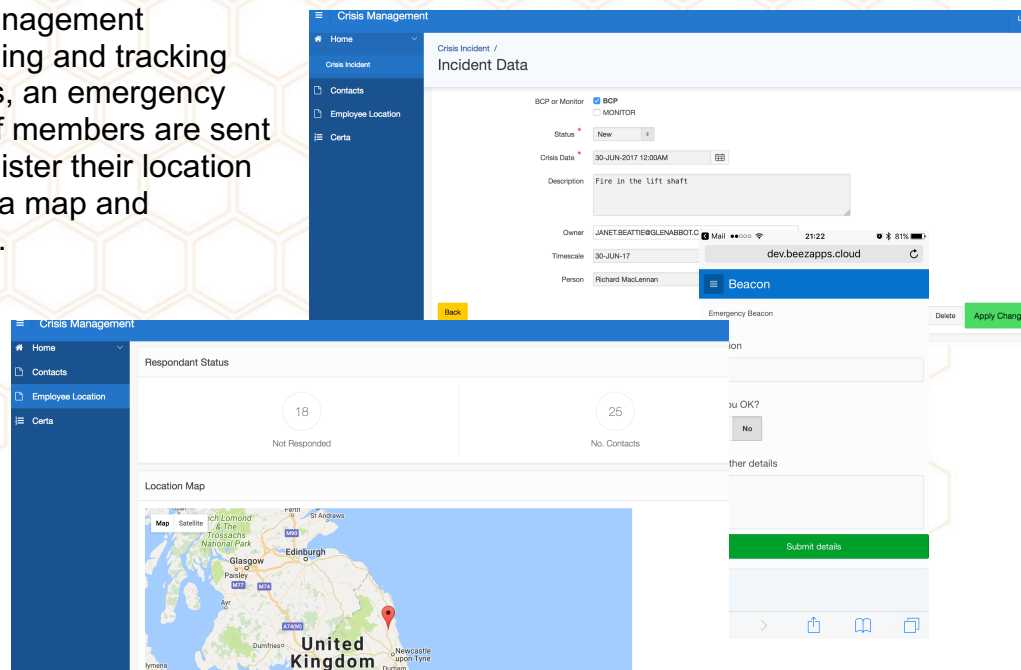 nagement
ing and tracking
s, an emergency
f members are sent
ister their location
a map and
.
Crisis Management
Home
Crisis Incident
Contacts
Employee Location
Certa
Crisis Incident /
Incident Data
BCP or Monitor BCP
MONITOR
Status * New
Crisis Date * 30-JUN-2017 12:00AM
Description Fire in the lift shaft
Owner JANET.BEATTIE@GLENABBOT.C
Timescale 30-JUN-17
Person Richard MacLennan
Back
Delete Apply Chang
Mail 21:22 81%
dev.beezapps.cloud
Beacon
Emergency Beacon
ion
ou OK?
No
ther details
Submit details
Crisis Management
Home
Contacts
Employee Location
Certa
Respondant Status
18
Not Responded
25
No. Contacts
Location Map
Map Satellite
Perth
St Andrews
och Lomond
& The
Trossachs
National Park
M90
Edinburgh
Glasgow
Paisley
M77 M74
Ayr
A74(M)
Dumfries
United
Kingdom
Newcastle
upon Tyne
Durham
lymena